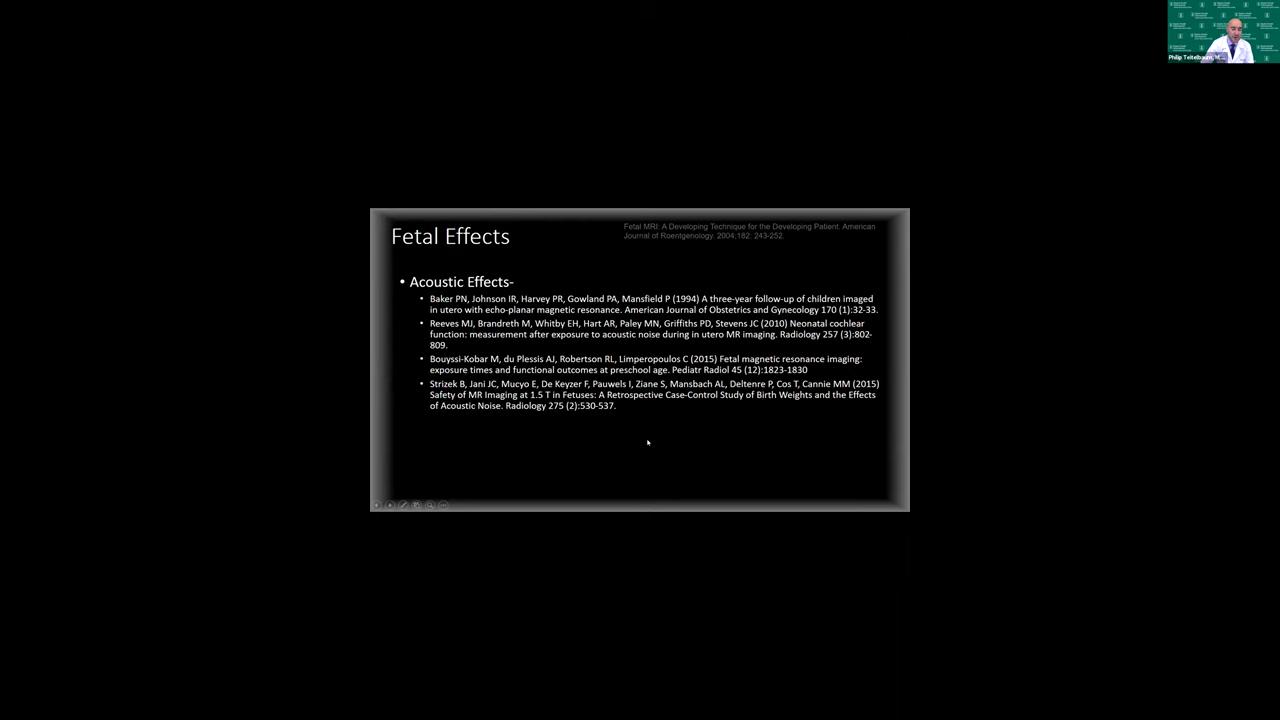 Philip Teitelbaum, M...
Fetal Effects
Fetal MRI: A Developing Technique for the Developing Patient. American
Journal of Roentgenology. 2004;182: 243-252.
• Acoustic Effects-
• Baker PN, Johnson IR, Harvey PR, Gowland PA, Mansfield P (1994) A three-year follow-up of children imaged
in utero with echo-planar magnetic resonance. American Journal of Obstetrics and Gynecology 170 (1):32-33.
• Reeves MJ, Brandreth M, Whitby EH, Hart AR, Paley MN, Griffiths PD, Stevens JC (2010) Neonatal cochlear
function: measurement after exposure to acoustic noise during in utero MR imaging. Radiology 257 (3):802-
809.
• Bouyssi-Kobar M, du Plessis AJ, Robertson RL, Limperopoulos C (2015) Fetal magnetic resonance imaging:
exposure times and functional outcomes at preschool age. Pediatr Radiol 45 (12):1823-1830
• Strizek B, Jani JC, Mucyo E, De Keyzer F, Pauwels I, Ziane S, Mansbach AL, Deltenre P, Cos T, Cannie MM (2015)
Safety of MR Imaging at 1.5 T in Fetuses: A Retrospective Case-Control Study of Birth Weights and the Effects
of Acoustic Noise. Radiology 275 (2):530-537.